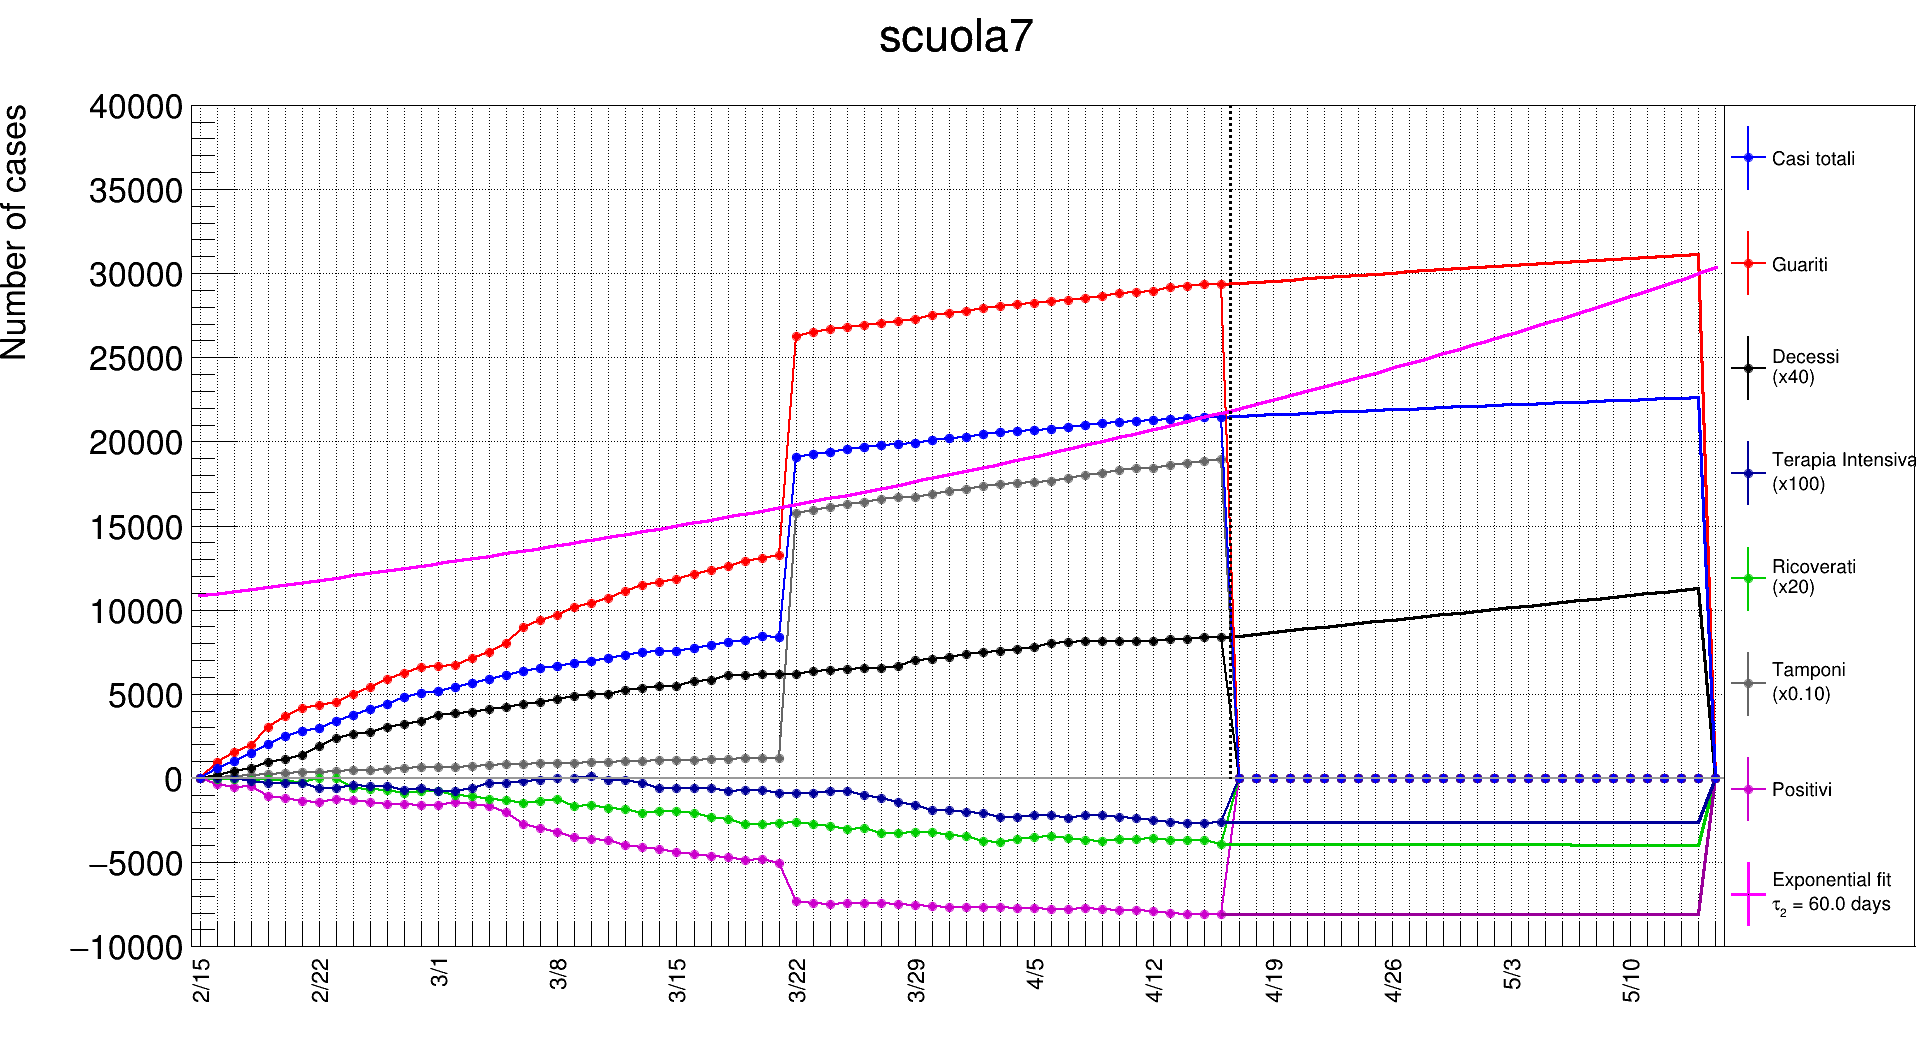 scuola7
Number of cases
40000
35000
30000
25000
20000
15000
10000
5000
0
−5000
−10000
2/15
2/22
3/1
3/8
3/15
3/22
3/29
4/5
4/12
4/19
4/26
5/3
5/10
Casi totali
Guariti
Decessi
(x40)
Terapia Intensiva
(x100)
Ricoverati
(x20)
Tamponi
(x0.10)
Positivi
Exponential fit
τ2 = 60.0 days